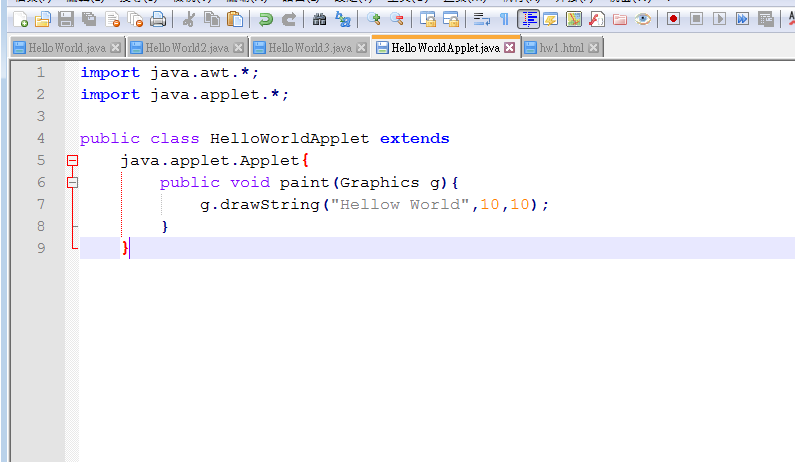 HelloWorld.java HelloWorld2.java HelloWorld3.java HelloWorldApplet.java hw1.html
1 import java.awt.*;
2 import java.applet.*;
3
4 public class HelloWorldApplet extends
5 java.applet.Applet{
6 public void paint(Graphics g){
7 g.drawString("Hellow World",10,10);
8 }
9 }